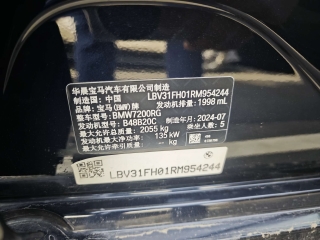 华晨宝马汽车有限公司制造
制造国：中国 LBV31FH01RM954244
品牌：宝马(BMW)牌 发动机排量：1998 mL
整车型号：BMW7200RG
发动机型号：B48B20C 制造年月：2024-07
最大允许总质量：2055 kg 乘坐人数：5
发动机最大净功率：135 kW
LBV31FH01RM954244